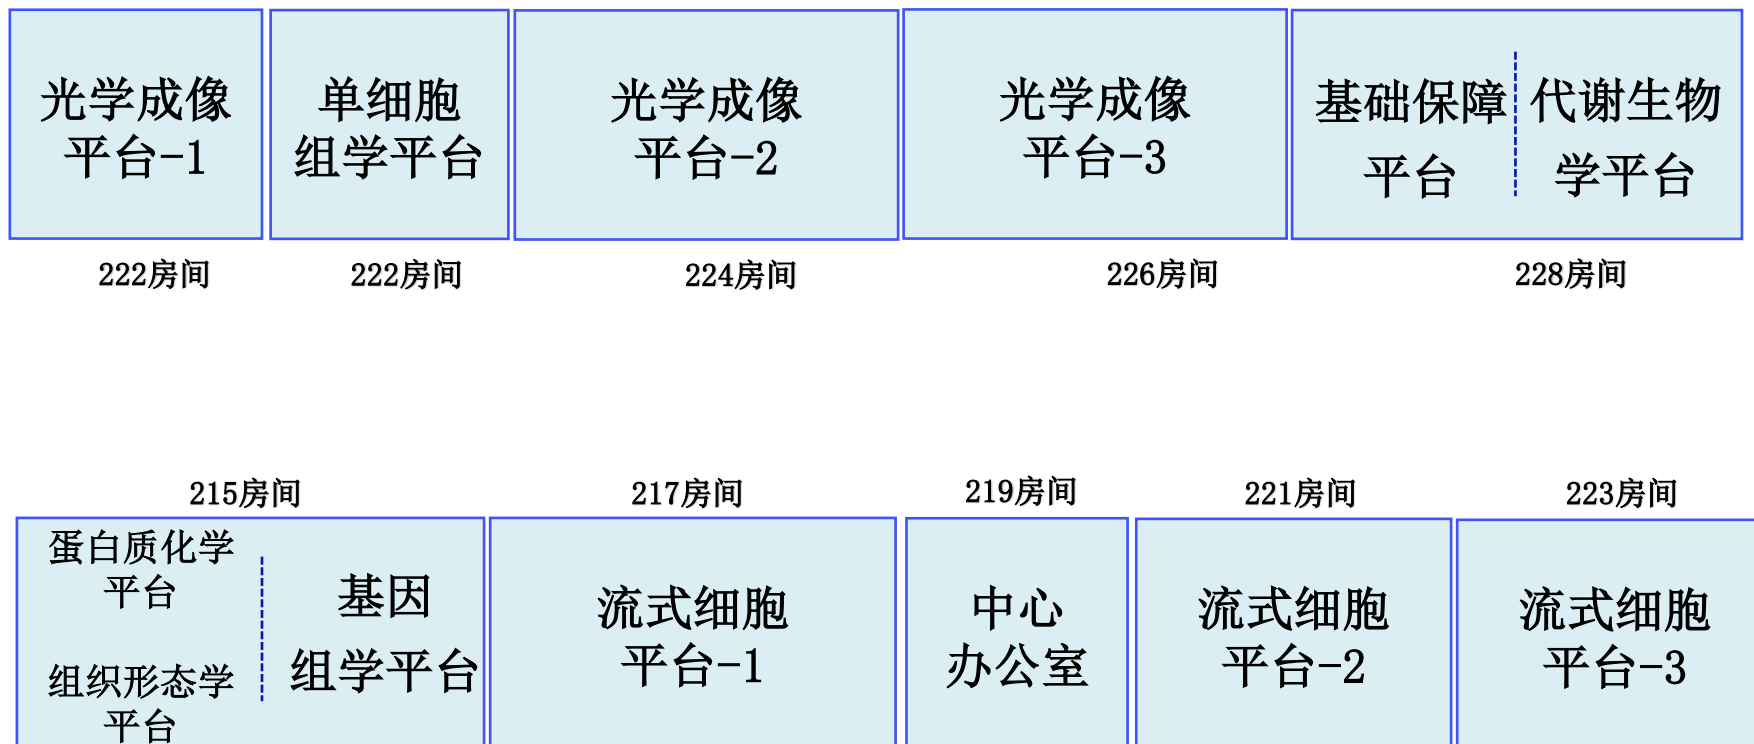 光学成像
平台-1
单细胞
组学平台
光学成像
平台-2
光学成像
平台-3
基础保障
平台
代谢生物
学平台
222房间
222房间
224房间
226房间
228房间
215房间
217房间
219房间
221房间
223房间
蛋白质化学
平台
组织形态学
平台
基因
组学平台
流式细胞
平台-1
中心
办公室
流式细胞
平台-2
流式细胞
平台-3